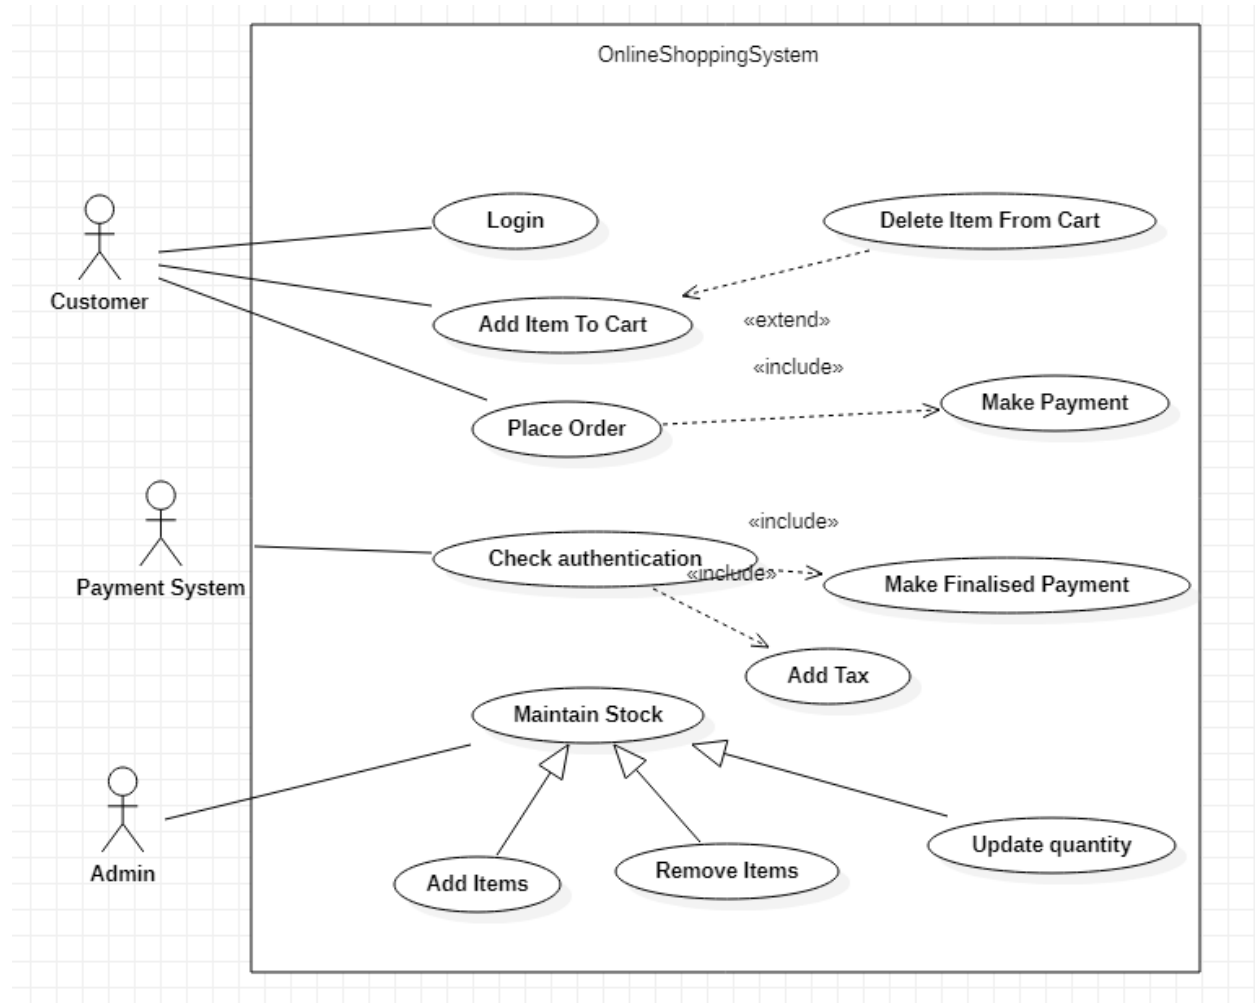 OnlineShoppingSystem
Login
Delete Item From Cart
Customer
Add Item To Cart
«extend»
«include»
Make Payment
Place Order
«include»
Check authentication
«include»
Make Finalised Payment
Payment System
Add Tax
Maintain Stock
Admin
Update quantity
Remove Items
Add Items